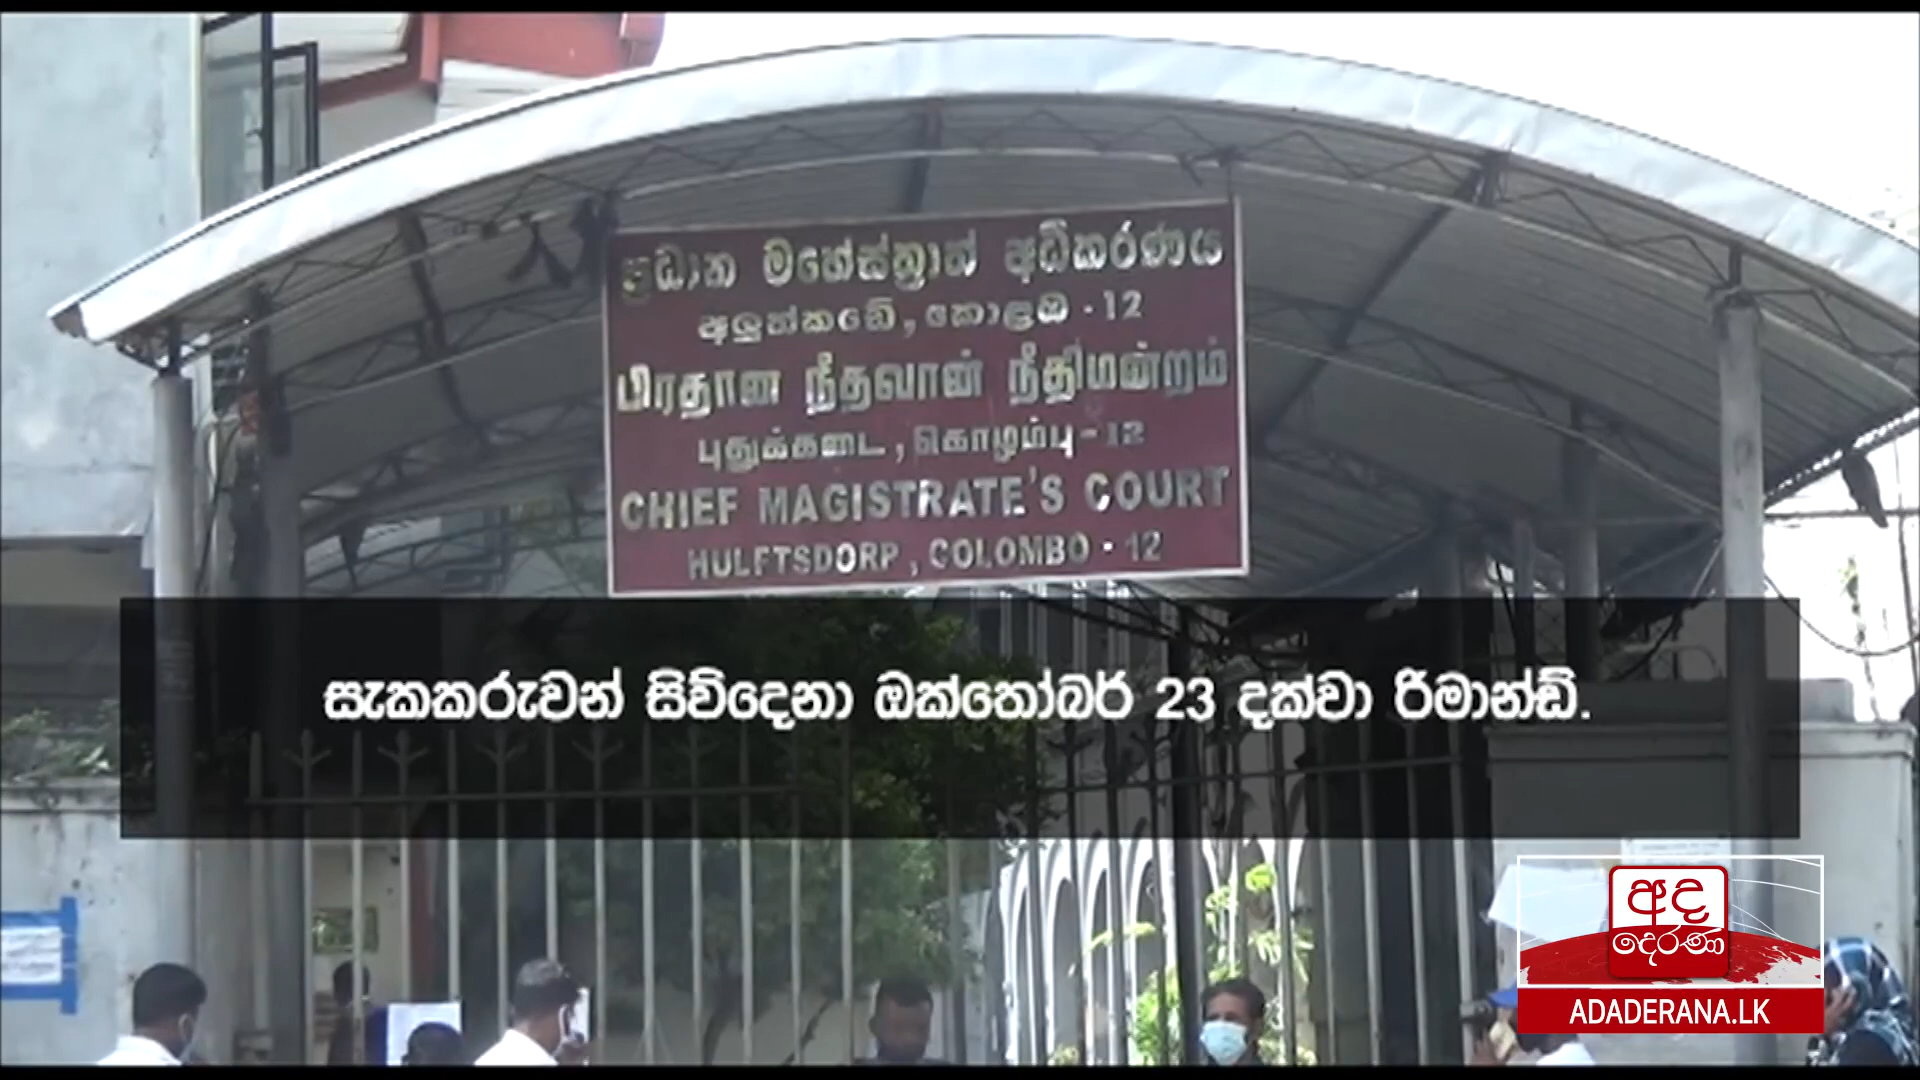 ප්‍රධාන මහේස්ත්‍රාත් අධිකරණය
අලුත්කඩේ, කොළඹ - 12
பிரதான நீதவான் நீதிமன்றம்
புதுக்கடை, கொழும்பு - 12
CHIEF MAGISTRATE'S COURT
HULFTSDORP, COLOMBO - 12
සැකකරුවන් සිව්දෙනා ඔක්තෝබර් 23 දක්වා රිමාන්ඩ්.
අද
දෙරණ
ADADERANA.LK